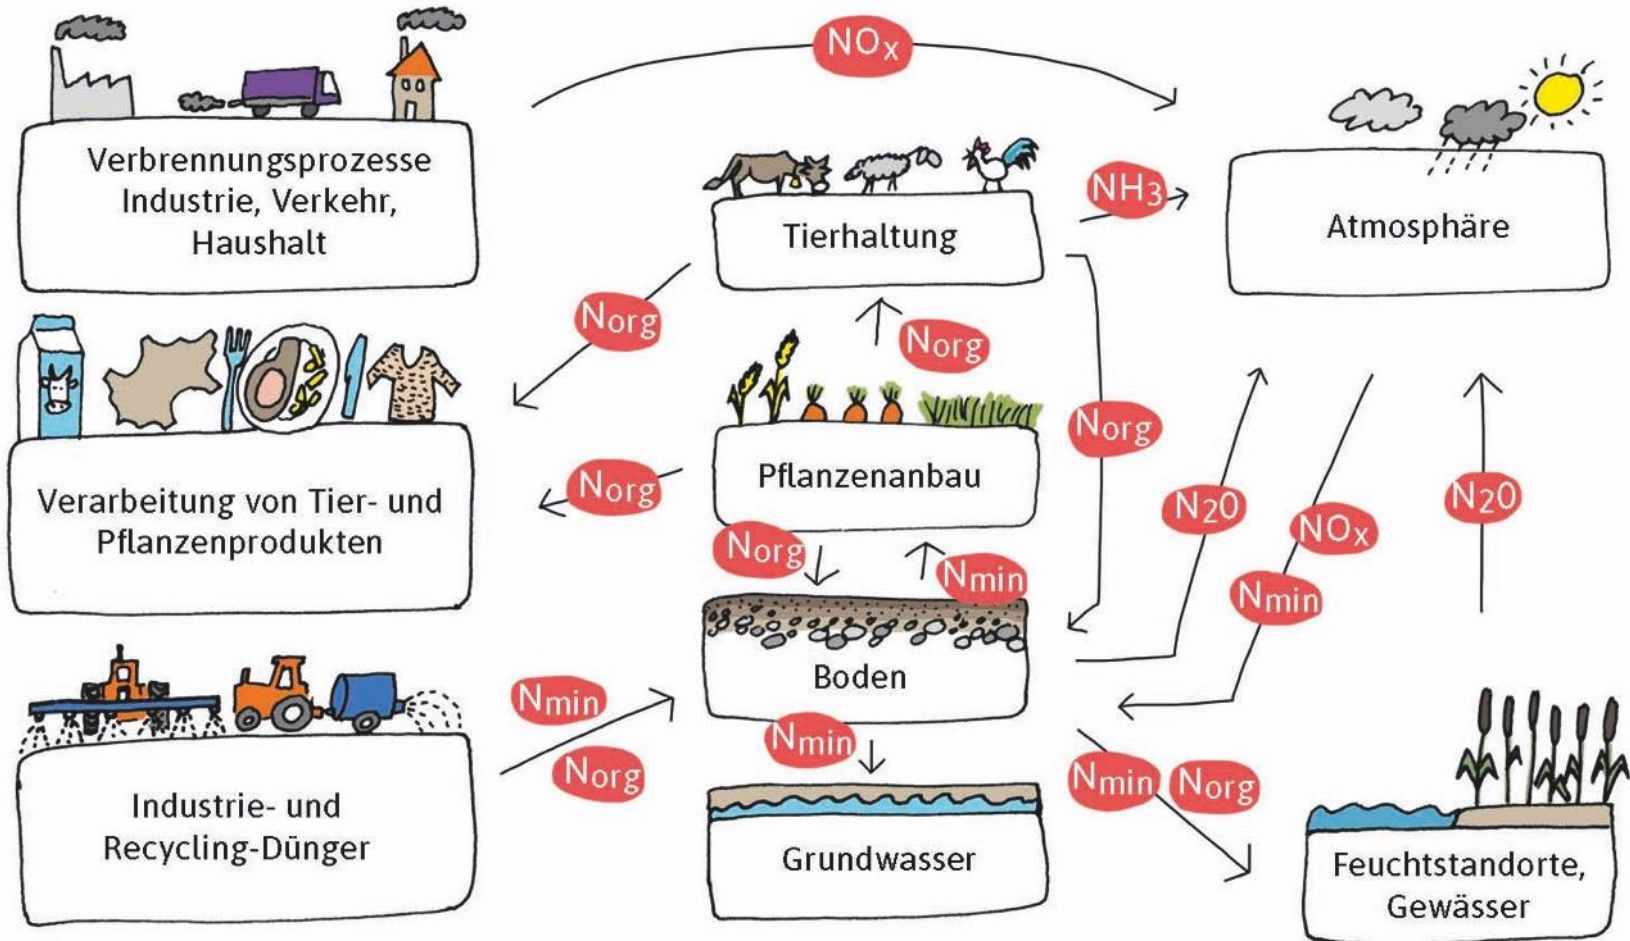 NOx
Verbrennungsprozesse
Industrie, Verkehr,
Haushalt
Tierhaltung
NH3
Atmosphäre
Norg
Norg
Norg
Verarbeitung von Tier- und
Pflanzenprodukten
Norg
Pflanzenanbau
N2O
NOx
N2O
Norg
Nmin
Nmin
Boden
Industrie- und
Recycling-Dünger
Nmin
Norg
Nmin
Grundwasser
Nmin
Norg
Feuchtstandorte,
Gewässer